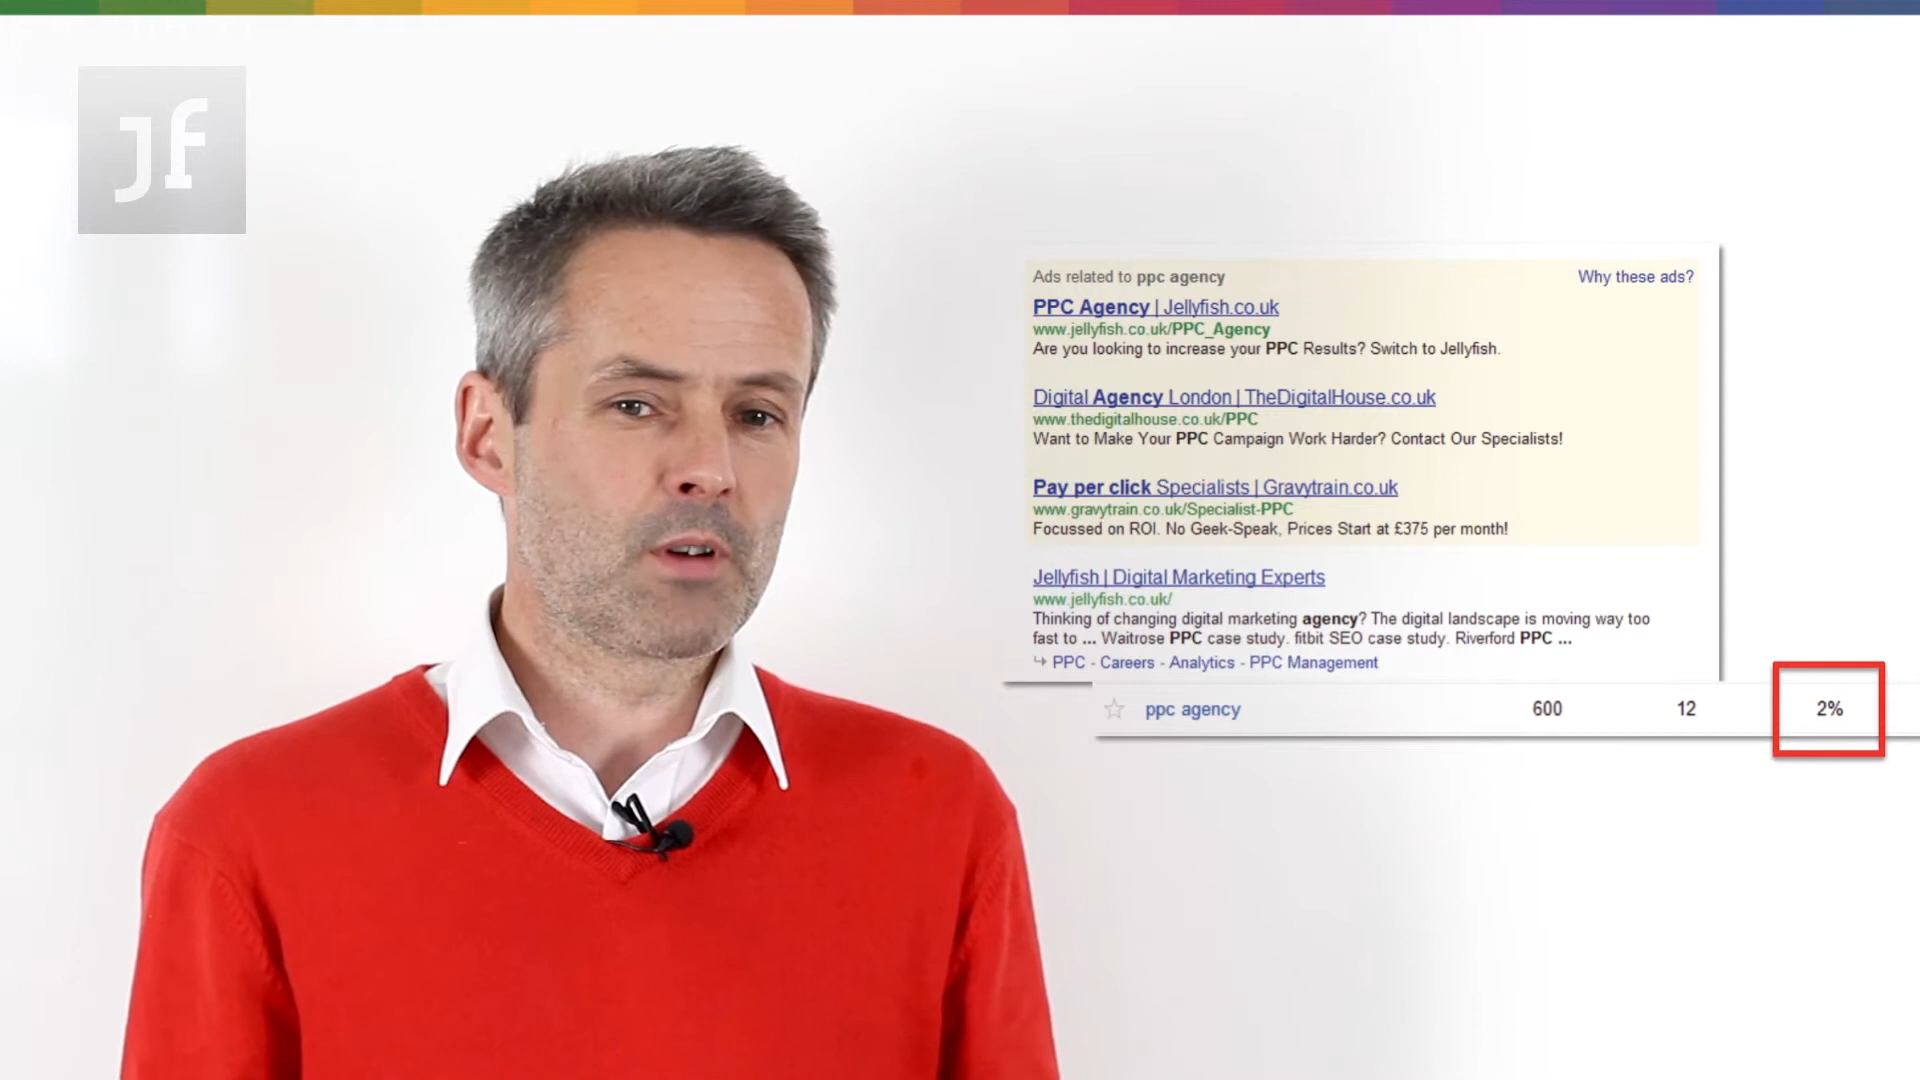 Jf
Ads related to ppc agency
Why these ads?
PPC Agency | Jellyfish.co.uk
www.jellyfish.co.uk/PPC_Agency
Are you looking to increase your PPC Results? Switch to Jellyfish.
Digital Agency London | TheDigitalHouse.co.uk
www.thedigitalhouse.co.uk/PPC
Want to Make Your PPC Campaign Work Harder? Contact Our Specialists!
Pay per click Specialists | Gravytrain.co.uk
www.gravytrain.co.uk/Specialist-PPC
Focussed on ROI. No Geek-Speak, Prices Start at £375 per month!
Jellyfish | Digital Marketing Experts
www.jellyfish.co.uk/
Thinking of changing digital marketing agency? The digital landscape is moving way too
fast to ... Waitrose PPC case study. fitbit SEO case study. Riverford PPC ...
PPC - Careers - Analytics - PPC Management
ppc agency 600 12 2%